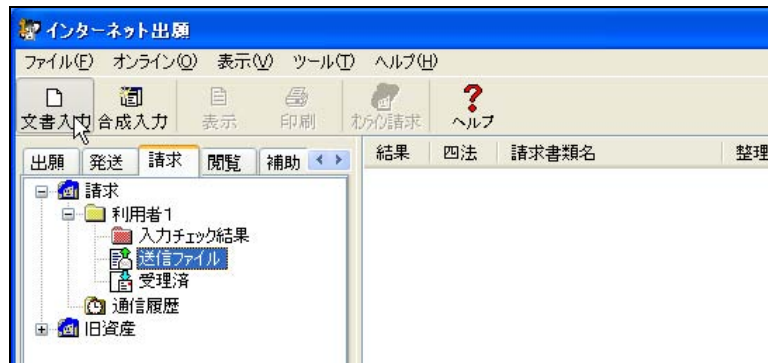 インターネット出願
ファイル(F) オンライン(O) 表示(V) ツール(T) ヘルプ(H)
文書入力 合成入力 表示 印刷 オンライン請求 ヘルプ
出願 発送 請求 閲覧 補助
結果 四法 請求書類名 整理
請求
利用者1
入力チェック結果
送信ファイル
受理済
通信履歴
旧資産